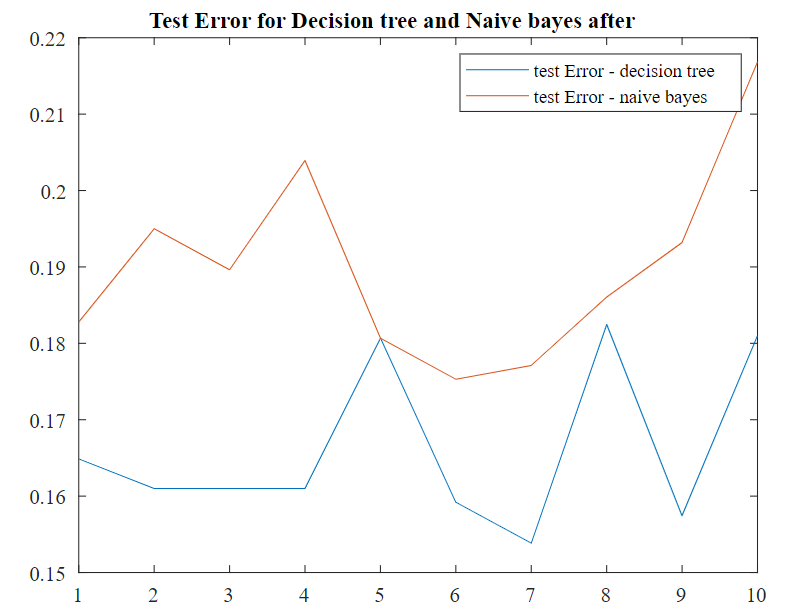 Test Error for Decision tree and Naive bayes after
0.22
test Error - decision tree
test Error - naive bayes
0.21
0.2
0.19
0.18
0.17
0.16
0.15
1 2 3 4 5 6 7 8 9 10